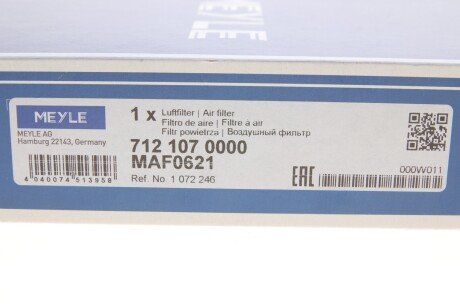 MEYLE
MEYLE
MEYLE AG
Hamburg 22143, Germany
4 040074 513958
1 x Luftfilter | Air filter
Filtro de aire | Filtre à air
Filtr powietrza | Воздушный фильтр
712 107 0000
MAF0621
Ref. No. 1 072 246
EAC
000W011